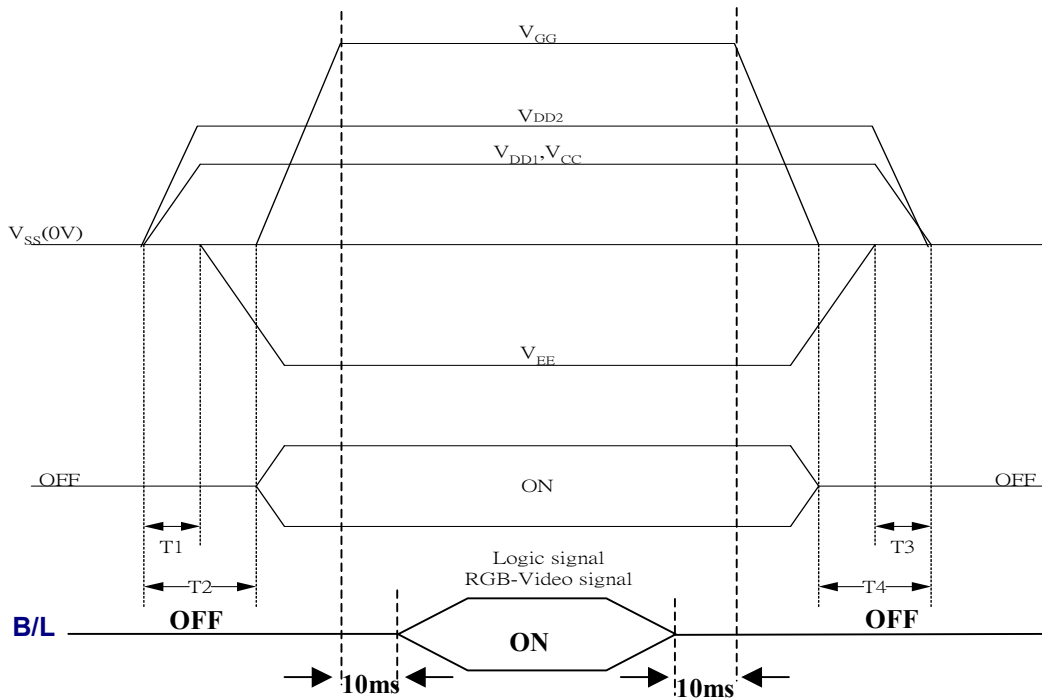 VGG
VDD2
VDD1,VCC
VSS(0V)
VEE
OFF ON OFF
T1 T3
Logic signal
RGB-Video signal
T2 T4
OFF OFF
B/L
ON
10ms 10ms